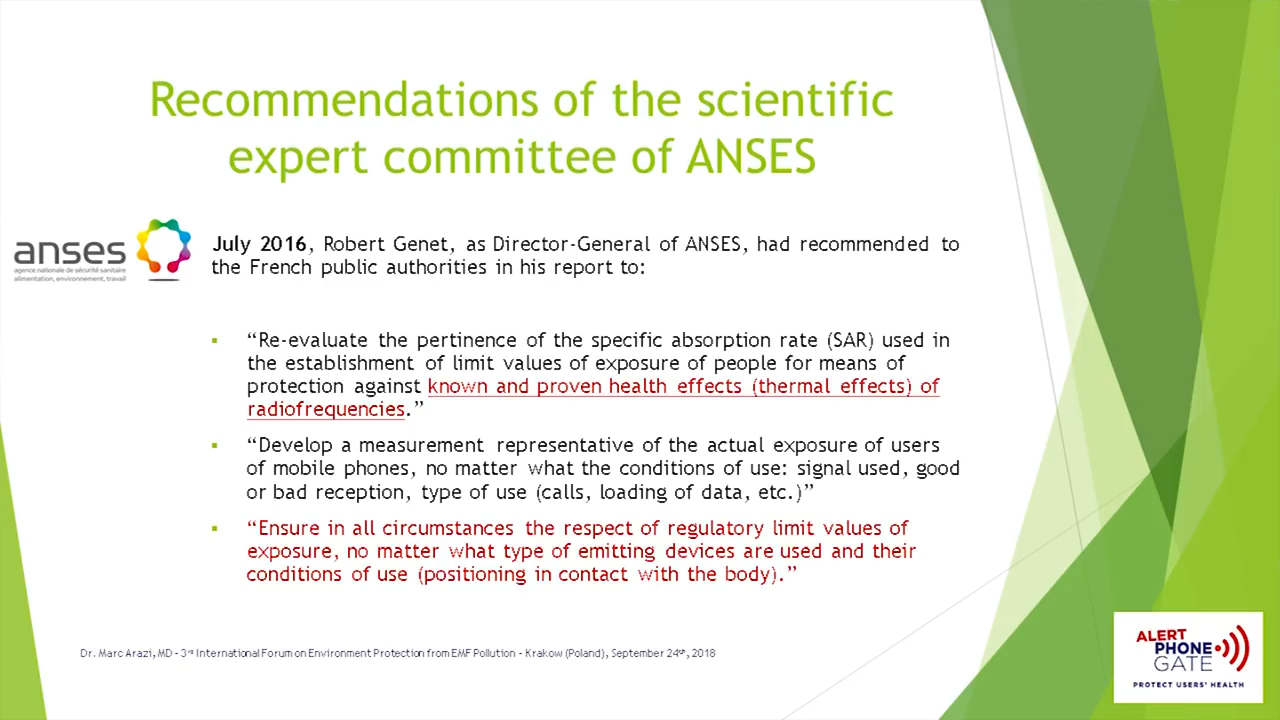 Recommendations of the scientific
expert committee of ANSES
anses
agence nationale de sécurité sanitaire
alimentation, environnement, travail
July 2016, Robert Genet, as Director-General of ANSES, had recommended to
the French public authorities in his report to:
▪ “Re-evaluate the pertinence of the specific absorption rate (SAR) used in
the establishment of limit values of exposure of people for means of
protection against known and proven health effects (thermal effects) of
radiofrequencies.”
▪ “Develop a measurement representative of the actual exposure of users
of mobile phones, no matter what the conditions of use: signal used, good
or bad reception, type of use (calls, loading of data, etc.)”
▪ “Ensure in all circumstances the respect of regulatory limit values of
exposure, no matter what type of emitting devices are used and their
conditions of use (positioning in contact with the body).”
Dr. Marc Arazi, MD - 3rd International Forum on Environment Protection from EMF Pollution - Krakow (Poland), September 24th, 2018
ALERT
PHONE
GATE
PROTECT USERS' HEALTH